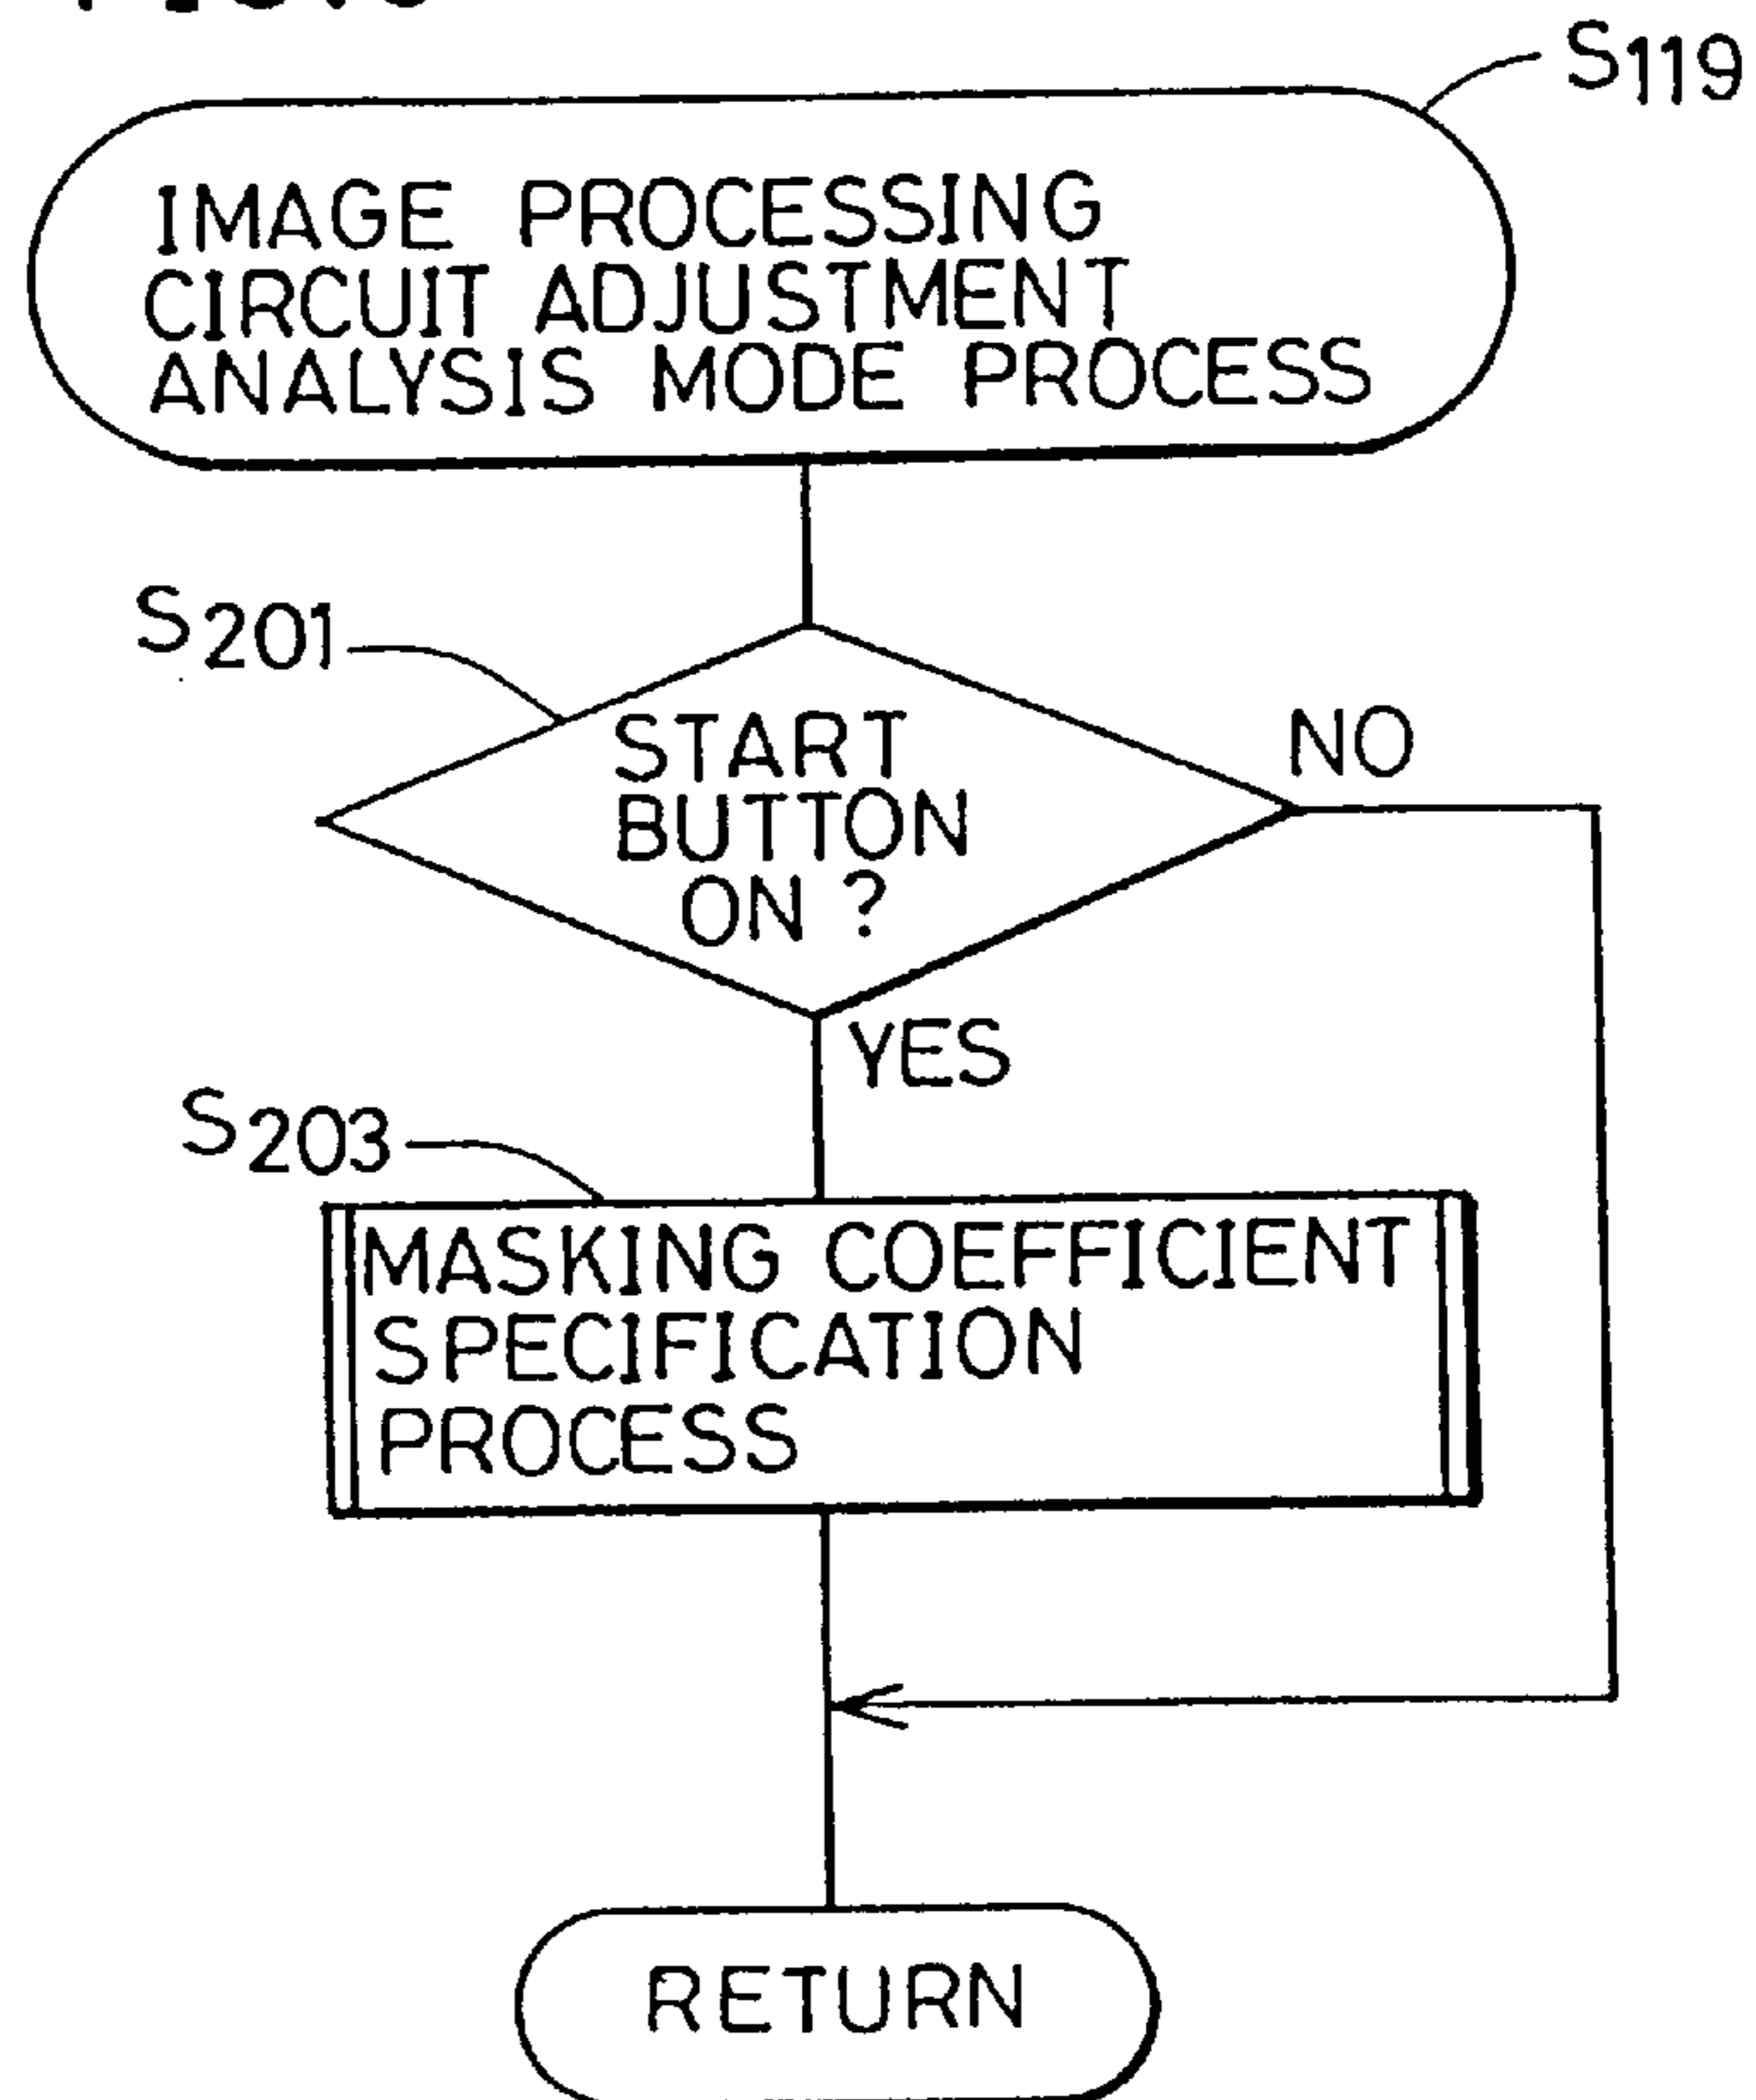 S119
IMAGE PROCESSING
CIRCUIT ADJUSTMENT
ANALYSIS MODE PROCESS
S201
START
BUTTON
ON ?
NO
YES
S203
MASKING COEFFICIENT
SPECIFICATION
PROCESS
RETURN